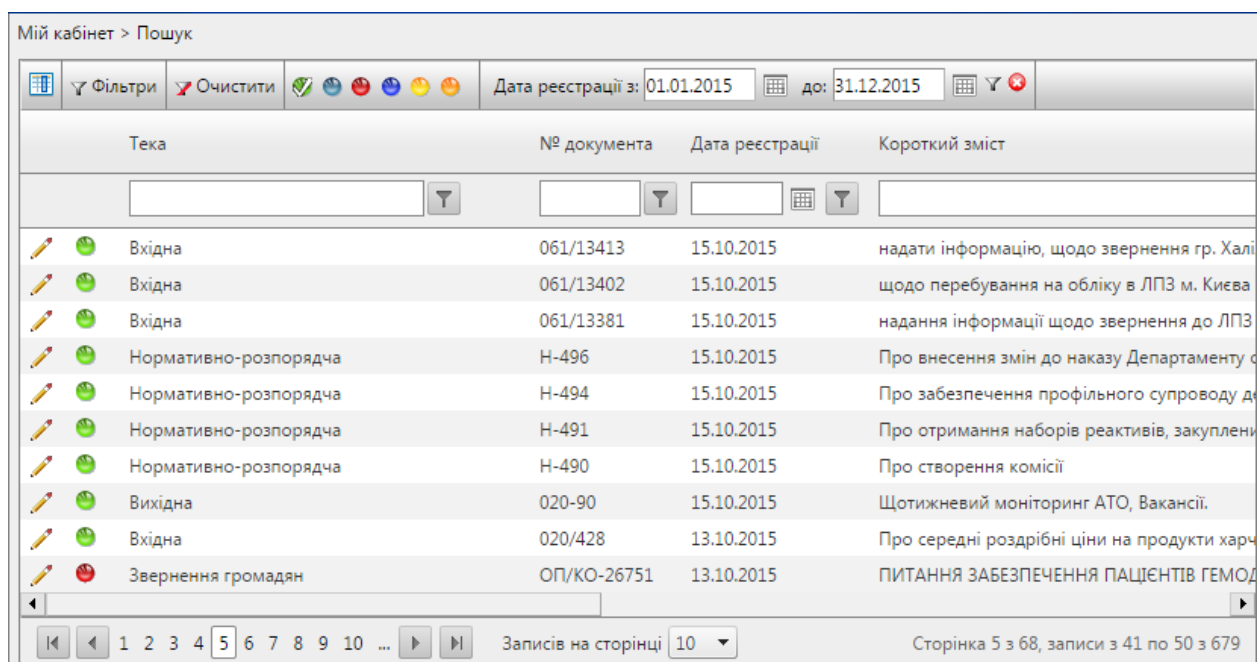 Мій кабінет > Пошук
Фільтри Очистити Дата реєстрації з: 01.01.2015 до: 31.12.2015
Тека № документа Дата реєстрації Короткий зміст
Вхідна 061/13413 15.10.2015 надати інформацію, щодо звернення гр. Халі
Вхідна 061/13402 15.10.2015 щодо перебування на обліку в ЛПЗ м. Києва
Вхідна 061/13381 15.10.2015 надання інформації щодо звернення до ЛПЗ
Нормативно-розпорядча Н-496 15.10.2015 Про внесення змін до наказу Департаменту
Нормативно-розпорядча Н-494 15.10.2015 Про забезпечення профільного супроводу де
Нормативно-розпорядча Н-491 15.10.2015 Про отримання наборів реактивів, закуплени
Нормативно-розпорядча Н-490 15.10.2015 Про створення комісії
Вихідна 020-90 15.10.2015 Щотижневий моніторинг АТО, Вакансії.
Вхідна 020/428 13.10.2015 Про середні роздрібні ціни на продукти харч
Звернення громадян ОП/КО-26751 13.10.2015 ПИТАННЯ ЗАБЕЗПЕЧЕННЯ ПАЦІЄНТІВ ГЕМОД
1 2 3 4 5 6 7 8 9 10 ... Записів на сторінці 10 Сторінка 5 з 68, записи з 41 по 50 з 679